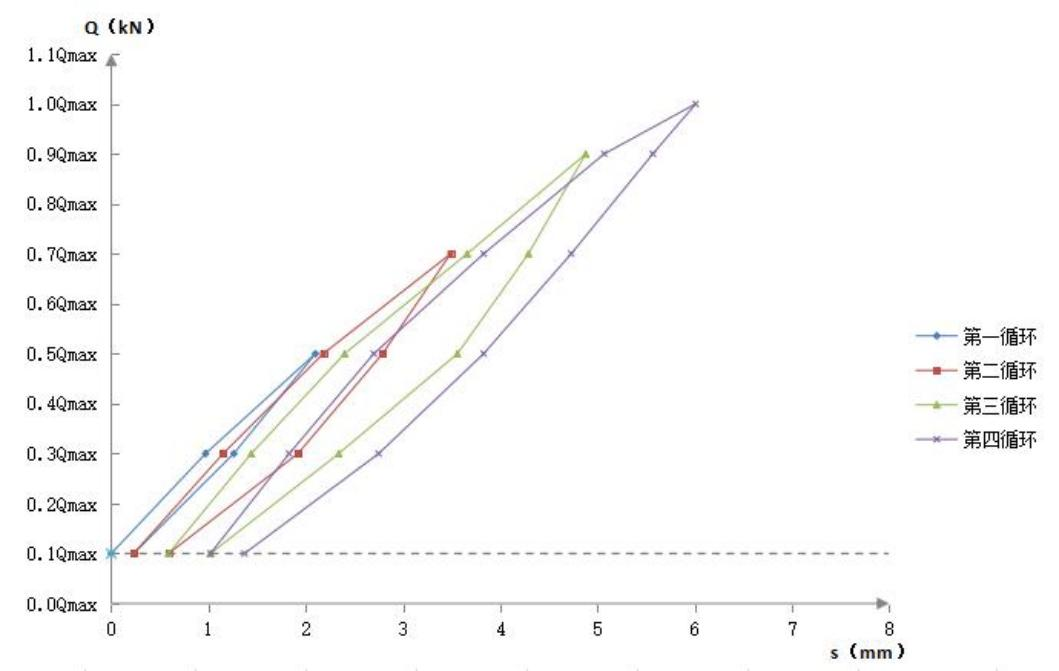 Q（kN）
1.1Qmax
1.0Qmax
0.9Qmax
0.8Qmax
0.7Qmax
0.6Qmax
0.5Qmax
0.4Qmax
0.3Qmax
0.2Qmax
0.1Qmax
0.0Qmax
0 1 2 3 4 5 6 7 8
s（mm）
第一循环
第二循环
第三循环
第四循环